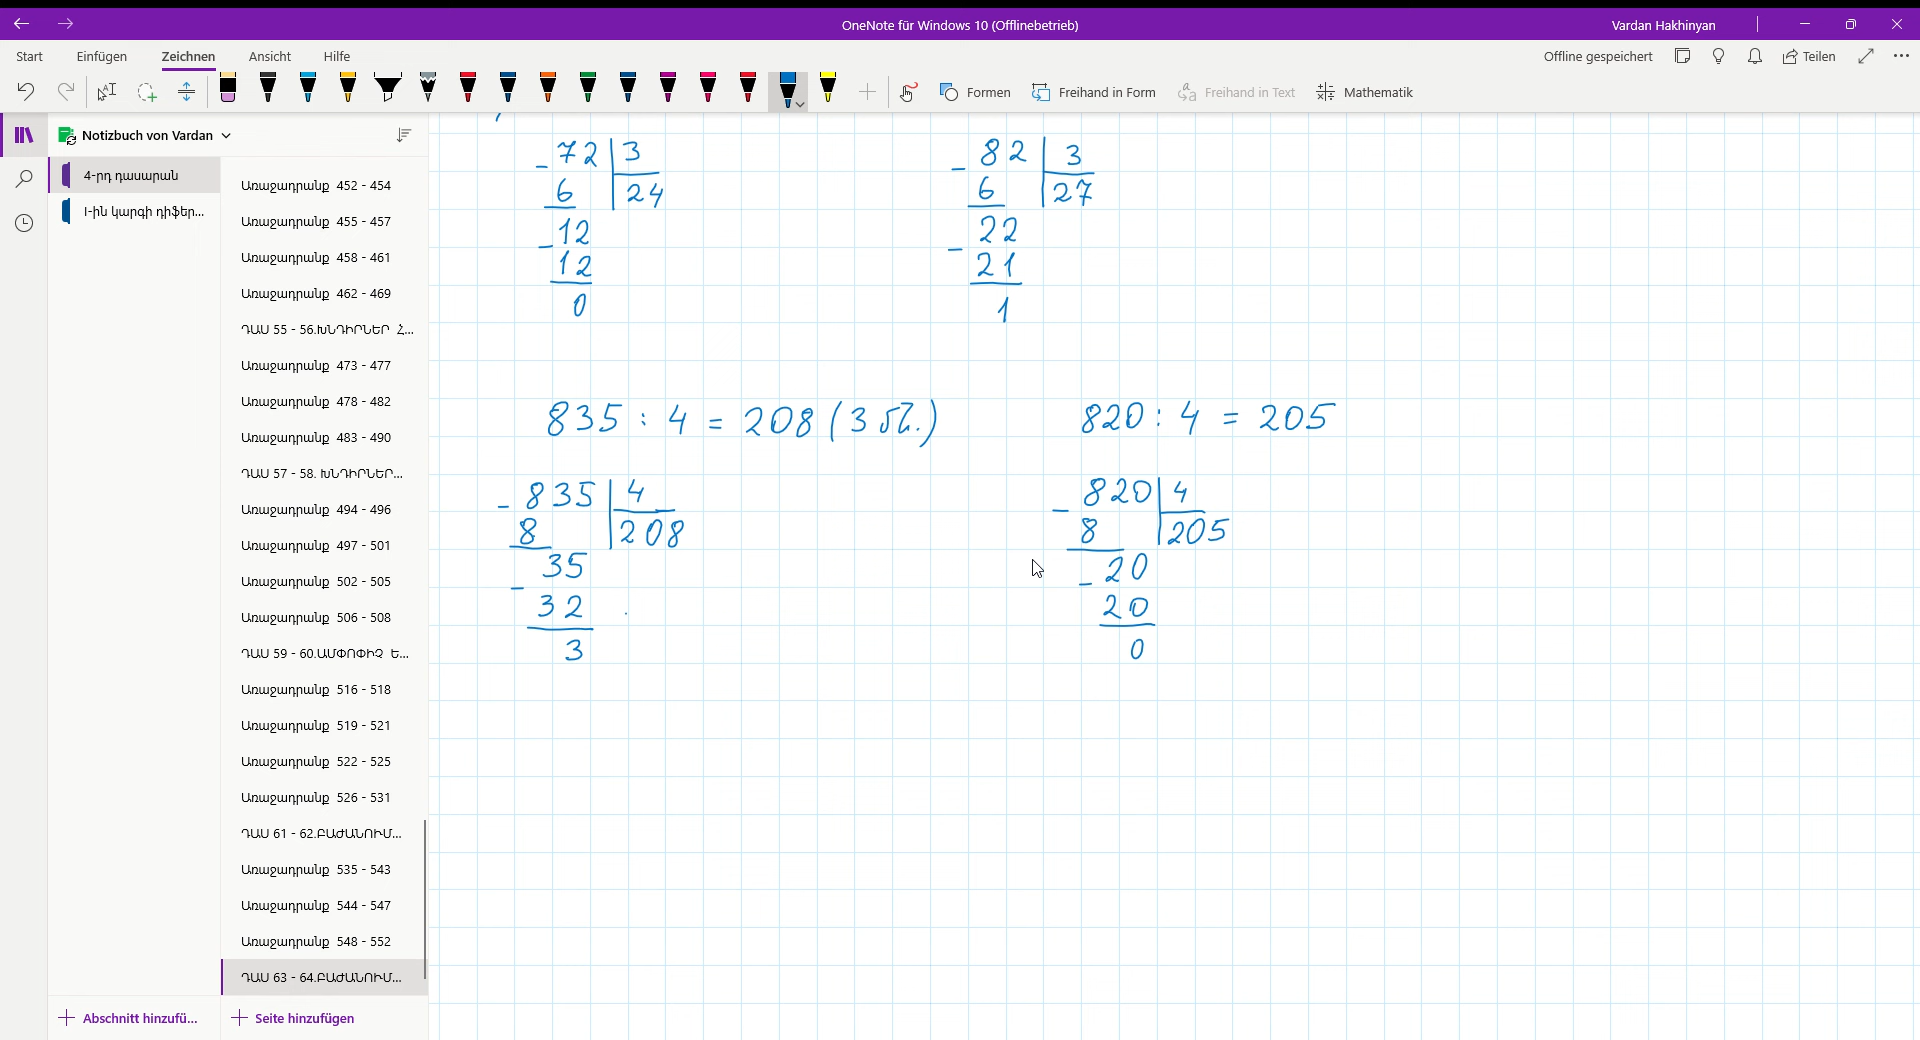 OneNote für Windows 10 (Offlinebetrieb)
Vardan Hakhinyan
Start Einfügen Zeichnen Ansicht Hilfe
Offline gespeichert Teilen
Formen Freihand in Form Freihand in Text Mathematik
Notizbuch von Vardan
4-րդ դասարան
I-ին կարգի դիֆեր...
Առաջադրանք 452 - 454
Առաջադրանք 455 - 457
Առաջադրանք 458 - 461
Առաջադրանք 462 - 469
ԴԱՍ 55 - 56.ԽՆԴԻՐՆԵՐ Հ...
Առաջադրանք 473 - 477
Առաջադրանք 478 - 482
Առաջադրանք 483 - 490
ԴԱՍ 57 - 58. ԽՆԴԻՐՆԵՐ...
Առաջադրանք 494 - 496
Առաջադրանք 497 - 501
Առաջադրանք 502 - 505
Առաջադրանք 506 - 508
ԴԱՍ 59 - 60.ԱՄՓՈՓԻՉ Ե...
Առաջադրանք 516 - 518
Առաջադրանք 519 - 521
Առաջադրանք 522 - 525
Առաջադրանք 526 - 531
ԴԱՍ 61 - 62.ԲԱԺԱՆՈՒՄ...
Առաջադրանք 535 - 543
Առաջադրանք 544 - 547
Առաջադրանք 548 - 552
ԴԱՍ 63 - 64.ԲԱԺԱՆՈՒՄ...
Abschnitt hinzufü...
Seite hinzufügen
- 72 3
6 24
- 12
12
0
- 82 3
6 27
- 22
21
1
835 : 4 = 208 (3 մն.)
820 : 4 = 205
- 835 4
8 208
- 35
32
3
- 820 4
8 205
- 20
20
0